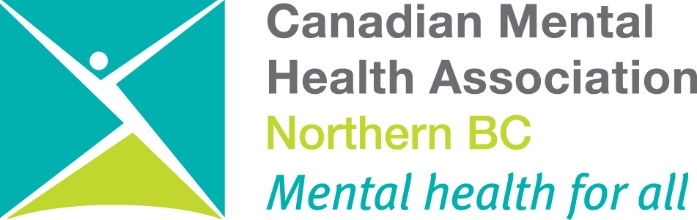 Canadian Mental
Health Association
Northern BC
Mental health for all